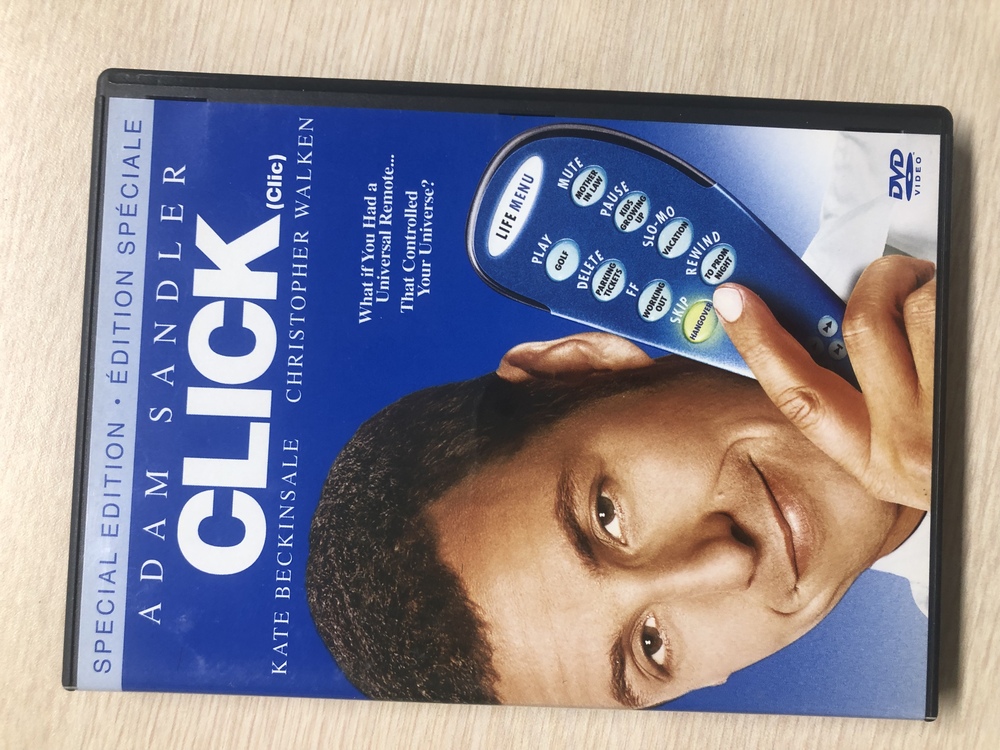 SPECIAL EDITION • ÉDITION SPÉCIALE
ADAM SANDLER
CLICK (Clic)
KATE BECKINSALE CHRISTOPHER WALKEN
What if You Had a
Universal Remote...
That Controlled
Your Universe?
LIFE MENU
PLAY
GOLF
MUTE
MOTHER
IN LAW
DELETE
PARKING
TICKETS
PAUSE
KIDS
GROWING
UP
FF
WORKING
OUT
SLO-MO
VACATION
SKIP
HANGOVER
REWIND
TO PROM
NIGHT
DVD
VIDEO